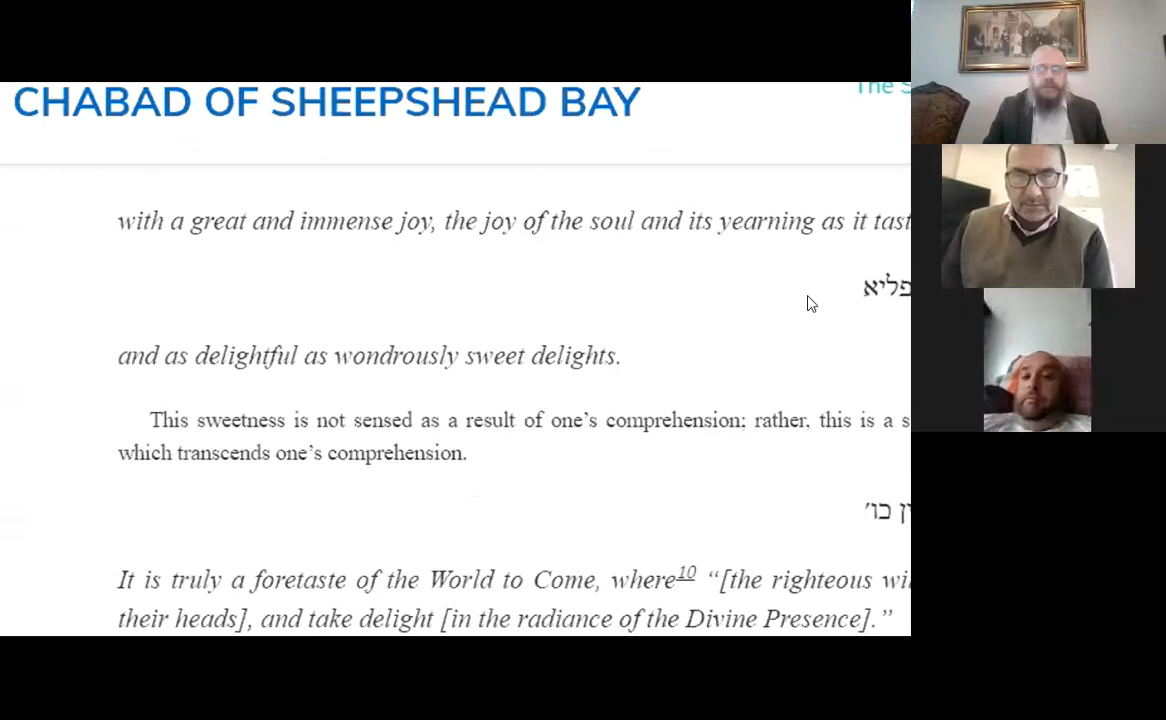 The S
CHABAD OF SHEEPSHEAD BAY
with a great and immense joy, the joy of the soul and its yearning as it tast
פליא
and as delightful as wondrously sweet delights.
This sweetness is not sensed as a result of one’s comprehension; rather, this is a s
which transcends one’s comprehension.
ין כו׳
It is truly a foretaste of the World to Come, where10 “[the righteous wi
their heads], and take delight [in the radiance of the Divine Presence].”